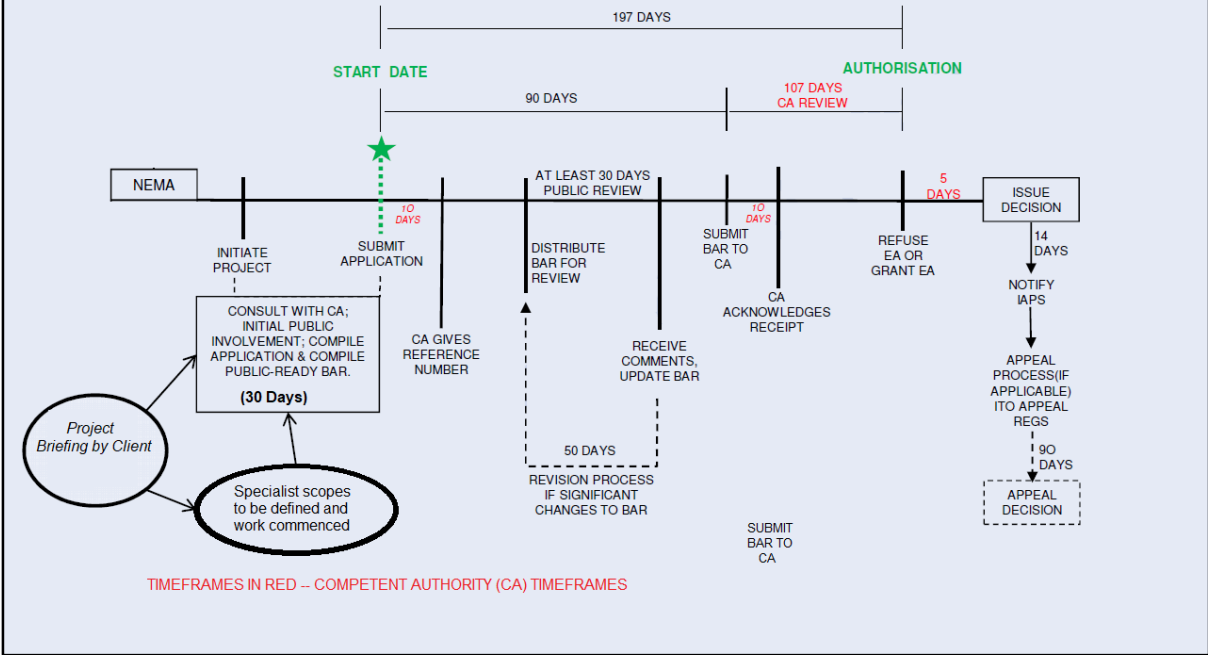 197 DAYS
START DATE
AUTHORISATION
90 DAYS
107 DAYS
CA REVIEW
NEMA
10
DAYS
AT LEAST 30 DAYS
PUBLIC REVIEW
10
DAYS
5
DAYS
ISSUE
DECISION
INITIATE
PROJECT
SUBMIT
APPLICATION
CA GIVES
REFERENCE
NUMBER
DISTRIBUTE
BAR FOR
REVIEW
RECEIVE
COMMENTS,
UPDATE BAR
SUBMIT
BAR TO
CA
CA
ACKNOWLEDGES
RECEIPT
REFUSE
EA OR
GRANT EA
14
DAYS
NOTIFY
IAPS
APPEAL
PROCESS(IF
APPLICABLE)
ITO APPEAL
REGS
90
DAYS
APPEAL
DECISION
CONSULT WITH CA;
INITIAL PUBLIC
INVOLVEMENT; COMPILE
APPLICATION & COMPILE
PUBLIC-READY BAR.
(30 Days)
Project
Briefing by Client
Specialist scopes
to be defined and
work commenced
50 DAYS
REVISION PROCESS
IF SIGNIFICANT
CHANGES TO BAR
SUBMIT
BAR TO
CA
TIMEFRAMES IN RED -- COMPETENT AUTHORITY (CA) TIMEFRAMES